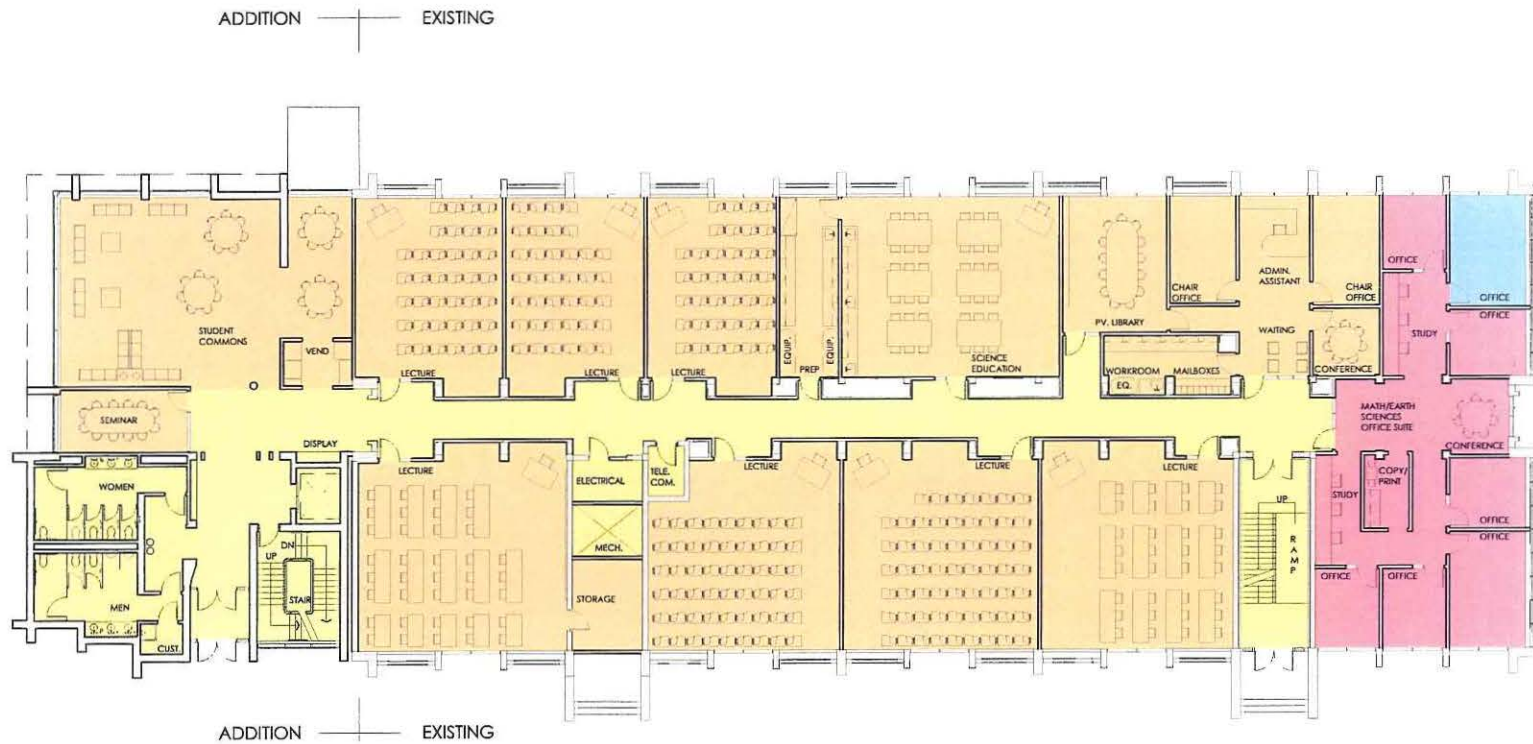 ADDITION
EXISTING
STUDENT
COMMONS
VEND
LECTURE
LECTURE
LECTURE
EQUIP.
EQUIP.
PREP
SCIENCE
EDUCATION
PV. LIBRARY
CHAIR
OFFICE
ADMIN.
ASSISTANT
CHAIR
OFFICE
OFFICE
OFFICE
OFFICE
STUDY
WAITING
WORKROOM
EQ.
MAILBOXES
CONFERENCE
SEMINAR
DISPLAY
MATH/EARTH
SCIENCES
OFFICE SUITE
CONFERENCE
WOMEN
LECTURE
ELECTRICAL
TELE.
COM.
LECTURE
LECTURE
LECTURE
STUDY
COPY/
PRINT
UP
RAMP
OFFICE
OFFICE
DN
UP
STAIR
MECH.
STORAGE
MEN
CUST.
OFFICE
OFFICE
ADDITION
EXISTING